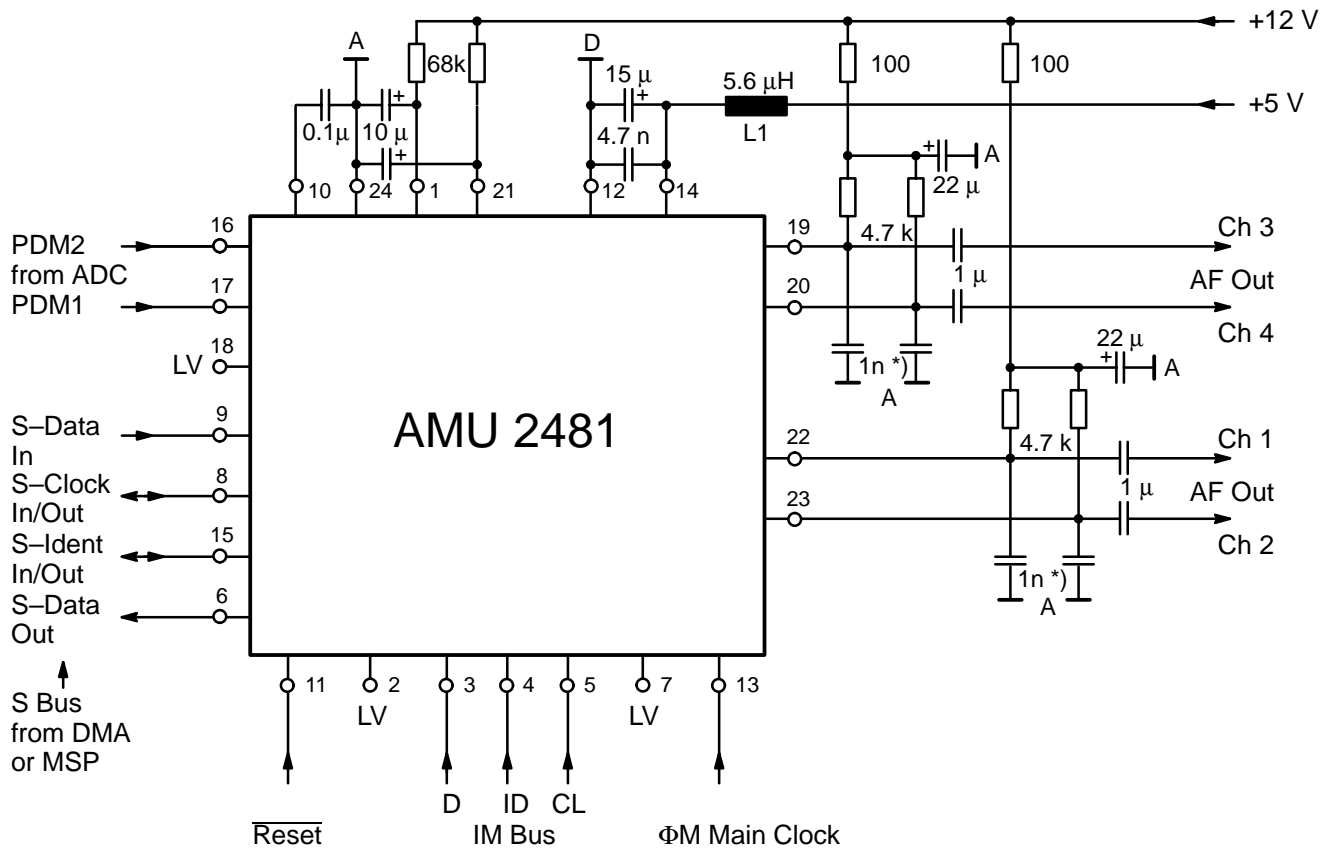 +12 V
A
D
68k
15 μ
+
5.6 μH
100
100
+
+5 V
0.1μ
10 μ
4.7 n
L1
+
+
A
22 μ
10
24
1
21
12
14
16
PDM2
from ADC
17
PDM1
18
LV
19
4.7 k
Ch 3
1 μ
20
AF Out
Ch 4
1n *)
A
22 μ
+
A
9
S–Data
In
8
S–Clock
In/Out
15
S–Ident
In/Out
6
S–Data
Out
AMU 2481
22
4.7 k
Ch 1
1 μ
23
AF Out
Ch 2
1n *)
A
S Bus
from DMA
or MSP
11
2
3
4
5
7
13
LV
LV
D
ID
CL
Reset
IM Bus
ΦM Main Clock